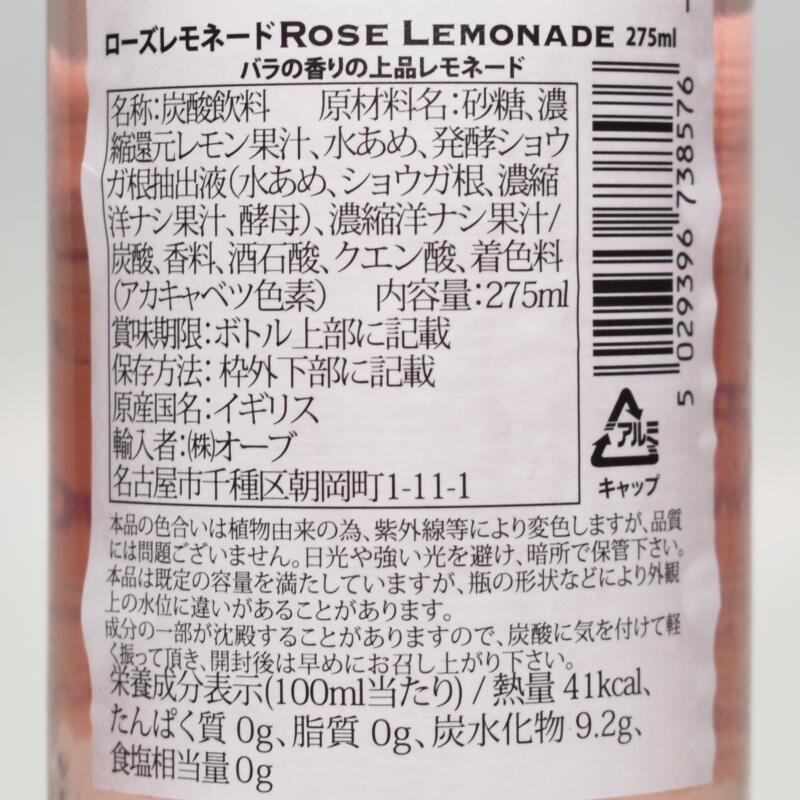 ローズレモネード ROSE LEMONADE 275ml
バラの香りの上品レモネード
名称:炭酸飲料　原材料名:砂糖、濃
縮還元レモン果汁、水あめ、発酵ショウ
ガ根抽出液(水あめ、ショウガ根、濃縮
洋ナシ果汁、酵母)、濃縮洋ナシ果汁/
炭酸、香料、酒石酸、クエン酸、着色料
(アカキャベツ色素)　内容量:275ml
賞味期限:ボトル上部に記載
保存方法:枠外下部に記載
原産国名:イギリス
輸入者:㈱オーブ
名古屋市千種区朝岡町1-11-1
5 029396 738576
アルミ
キャップ
本品の色合いは植物由来の為、紫外線等により変色しますが、品質
には問題ございません。日光や強い光を避け、暗所で保管下さい。
本品は既定の容量を満たしていますが、瓶の形状などにより外観
上の水位に違いがあることがあります。
成分の一部が沈殿することがありますので、炭酸に気を付けて軽
く振って頂き、開封後は早めにお召し上がり下さい。
栄養成分表示(100ml当たり) / 熱量 41kcal、
たんぱく質 0g、脂質 0g、炭水化物 9.2g、
食塩相当量 0g